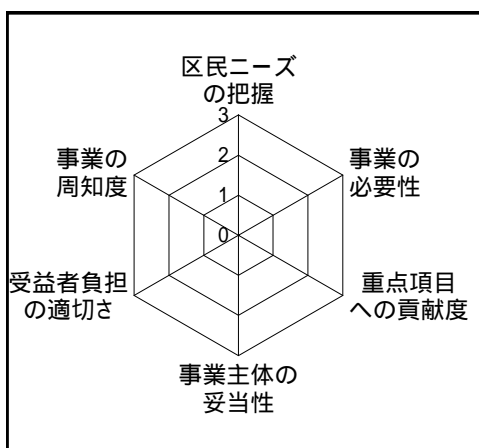 区民ニーズ
の把握
3
2
1
0
事業の
必要性
重点項目
への貢献度
事業主体の
妥当性
受益者負担
の適切さ
事業の
周知度